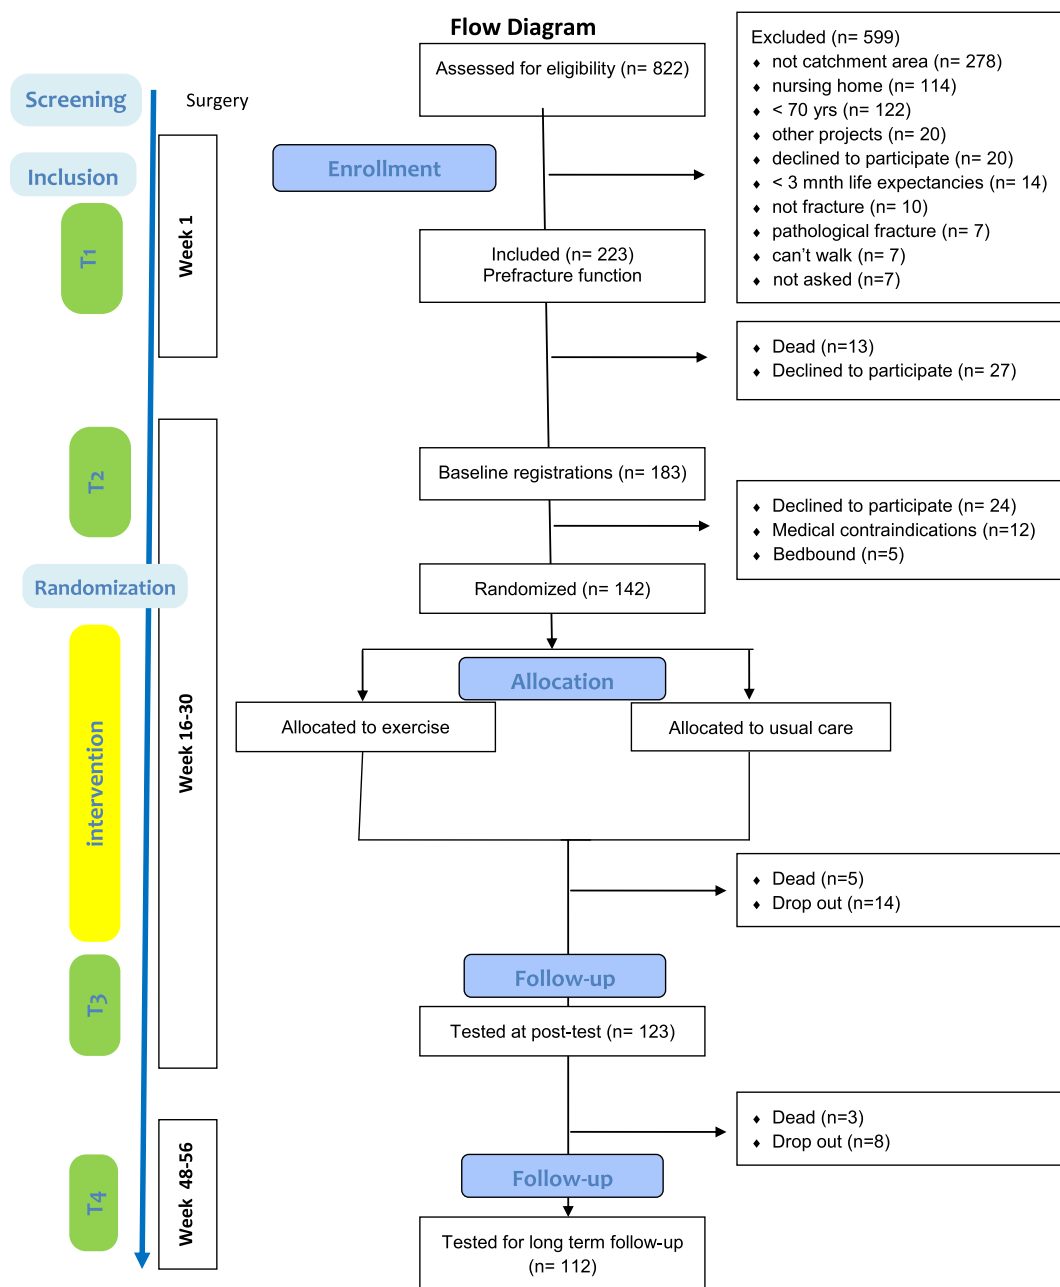 Flow Diagram
Assessed for eligibility (n= 822)
Excluded (n= 599)
♦ not catchment area (n= 278)
♦ nursing home (n= 114)
♦ < 70 yrs (n= 122)
♦ other projects (n= 20)
♦ declined to participate (n= 20)
♦ < 3 mnth life expectancies (n= 14)
♦ not fracture (n= 10)
♦ pathological fracture (n= 7)
♦ can't walk (n= 7)
♦ not asked (n=7)
Screening
Surgery
Enrollment
Inclusion
T1
Week 1
Included (n= 223)
Prefracture function
♦ Dead (n=13)
♦ Declined to participate (n= 27)
T2
Baseline registrations (n= 183)
♦ Declined to participate (n= 24)
♦ Medical contraindications (n=12)
♦ Bedbound (n=5)
Randomization
Randomized (n= 142)
Allocation
intervention
Week 16-30
Allocated to exercise
Allocated to usual care
♦ Dead (n=5)
♦ Drop out (n=14)
Follow-up
T3
Tested at post-test (n= 123)
♦ Dead (n=3)
♦ Drop out (n=8)
Follow-up
T4
Week 48-56
Tested for long term follow-up
(n= 112)